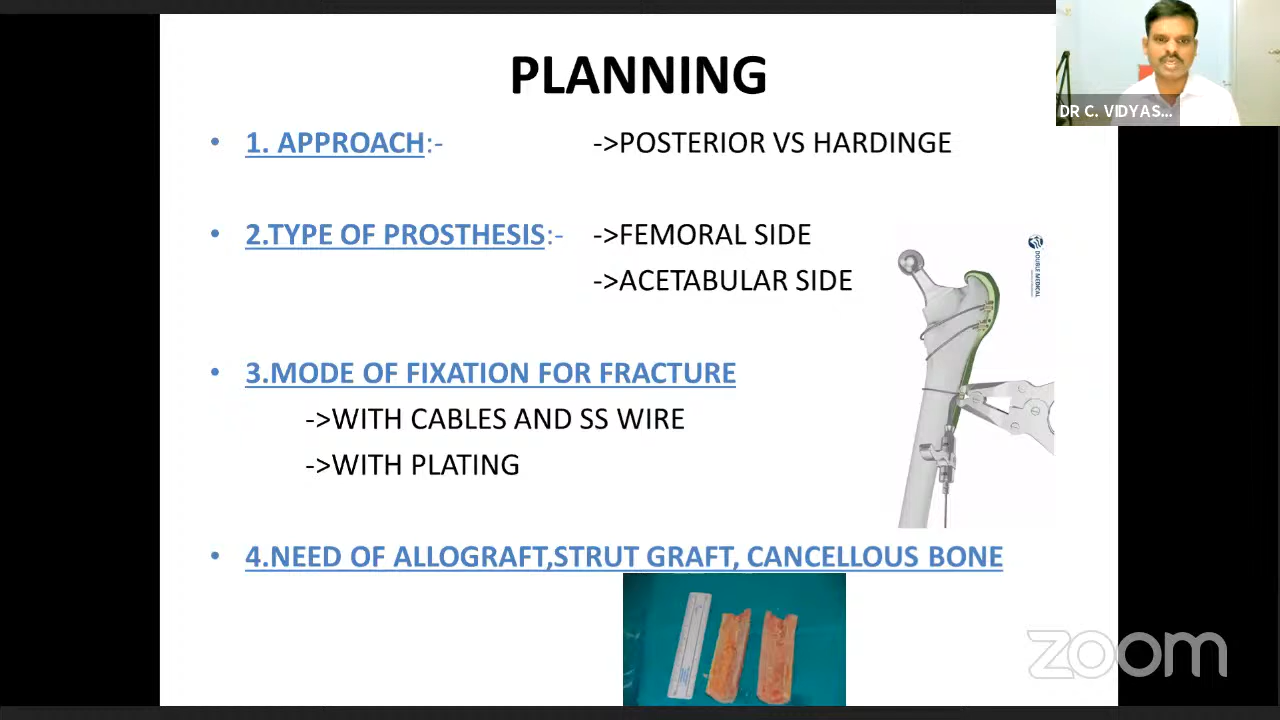 PLANNING
DR C. VIDYAS...
• 1. APPROACH:- ->POSTERIOR VS HARDINGE
• 2.TYPE OF PROSTHESIS:- ->FEMORAL SIDE
->ACETABULAR SIDE
DOUBLE MEDICAL
• 3.MODE OF FIXATION FOR FRACTURE
->WITH CABLES AND SS WIRE
->WITH PLATING
• 4.NEED OF ALLOGRAFT,STRUT GRAFT, CANCELLOUS BONE
zoom